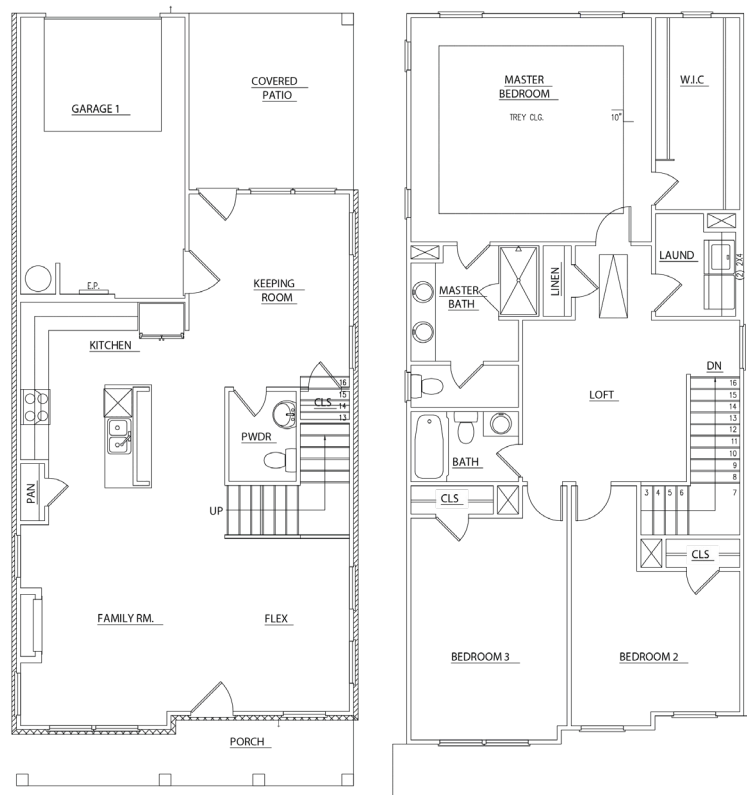 COVERED
PATIO
GARAGE 1
E.P.
KEEPING
ROOM
KITCHEN
16
15
CLS
14
13
PWDR
PAN
UP
FAMILY RM.
FLEX
PORCH
MASTER
BEDROOM
TREY CLG.
10"
W.I.C
LAUND
(2) 2X4
LINEN
MASTER
BATH
DN
LOFT
16
15
14
13
12
11
10
9
8
7
3 4 5 6
BATH
CLS
CLS
BEDROOM 3
BEDROOM 2